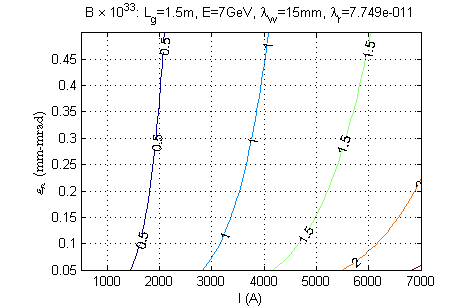 B × 10³³: L_g=1.5m, E=7GeV, λ_w=15mm, λ_r=7.749e-011
0.5 1 1.5
0.45
0.4
0.35
0.3
0.5 1 1.5
0.25
ε_n (mm-mrad)
0.2
2
0.15
0.5 1 1.5
0.1
2
0.05
1000 2000 3000 4000 5000 6000 7000
I (A)